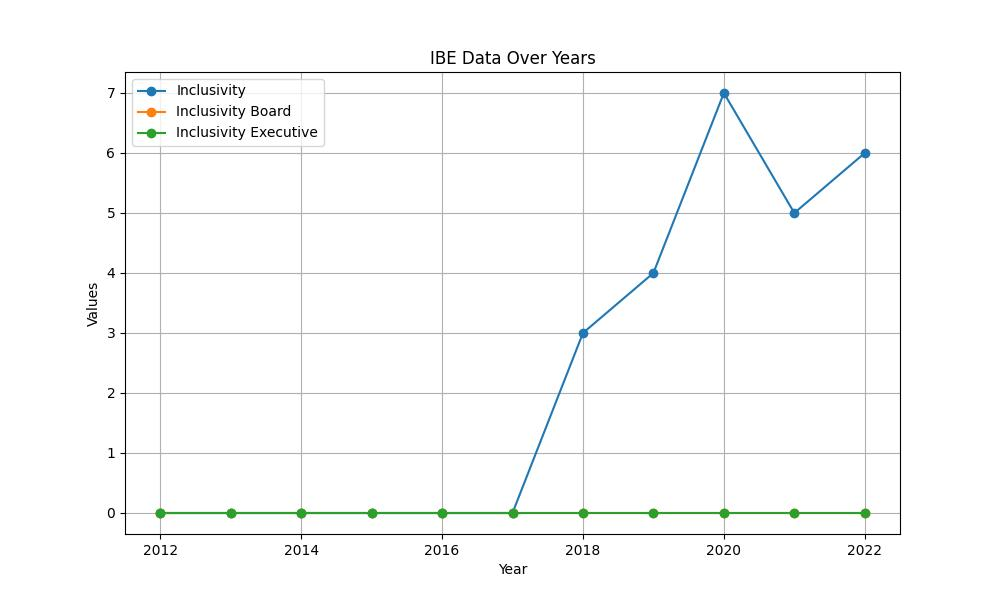 IBE Data Over Years
Inclusivity
Inclusivity Board
Inclusivity Executive
7
6
5
4
3
2
1
0
Values
2012 2014 2016 2018 2020 2022
Year